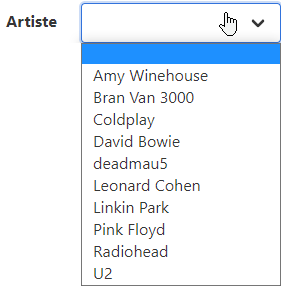 Artiste
Amy Winehouse
Bran Van 3000
Coldplay
David Bowie
deadmau5
Leonard Cohen
Linkin Park
Pink Floyd
Radiohead
U2